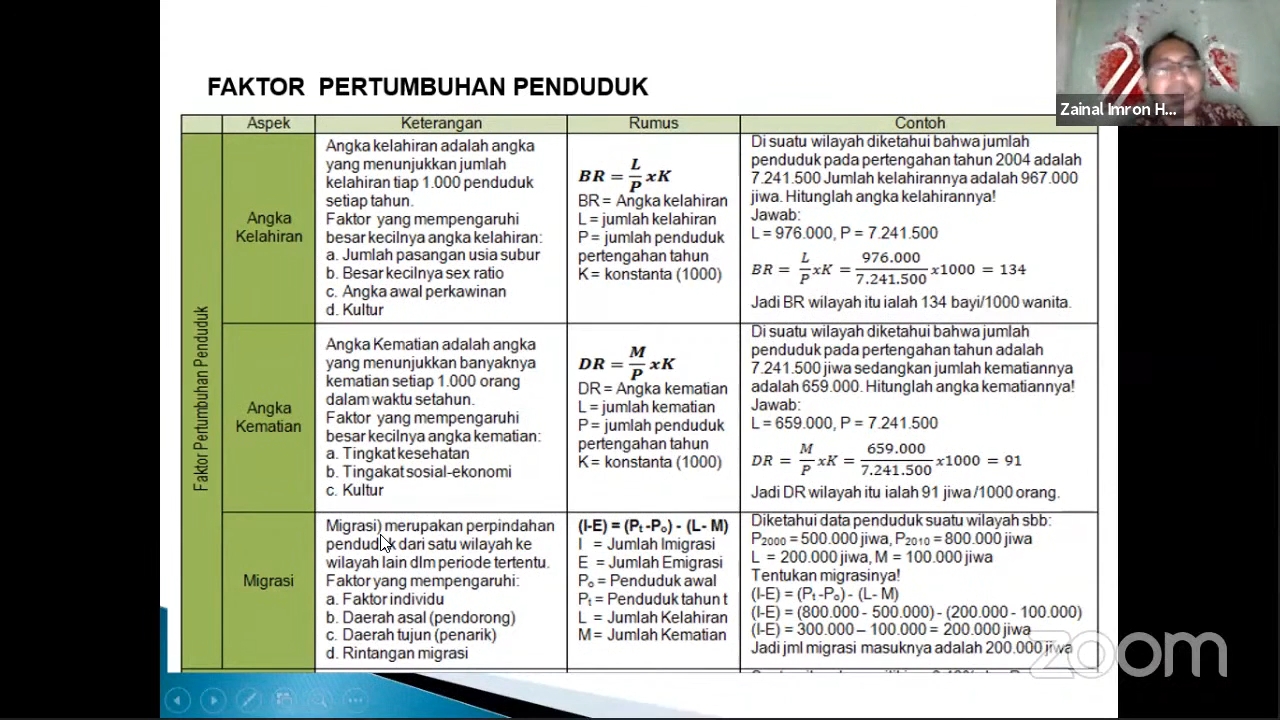 FAKTOR PERTUMBUHAN PENDUDUK
Zainal Imron H...
Aspek
Keterangan
Rumus
Contoh
Faktor Pertumbuhan Penduduk
Angka
Kelahiran
Angka kelahiran adalah angka
yang menunjukkan jumlah
kelahiran tiap 1.000 penduduk
setiap tahun.
Faktor yang mempengaruhi
besar kecilnya angka kelahiran:
a. Jumlah pasangan usia subur
b. Besar kecilnya sex ratio
c. Angka awal perkawinan
d. Kultur
BR = L/P xK
BR = Angka kelahiran
L = jumlah kelahiran
P = jumlah penduduk
pertengahan tahun
K = konstanta (1000)
Di suatu wilayah diketahui bahwa jumlah
penduduk pada pertengahan tahun 2004 adalah
7.241.500 Jumlah kelahirannya adalah 967.000
jiwa. Hitunglah angka kelahirannya!
Jawab:
L = 976.000, P = 7.241.500
BR = L/P xK = 976.000/7.241.500 x1000 = 134
Jadi BR wilayah itu ialah 134 bayi/1000 wanita.
Angka
Kematian
Angka Kematian adalah angka
yang menunjukkan banyaknya
kematian setiap 1.000 orang
dalam waktu setahun.
Faktor yang mempengaruhi
besar kecilnya angka kematian:
a. Tingkat kesehatan
b. Tingakat sosial-ekonomi
c. Kultur
DR = M/P xK
DR = Angka kematian
L = jumlah kematian
P = jumlah penduduk
pertengahan tahun
K = konstanta (1000)
Di suatu wilayah diketahui bahwa jumlah
penduduk pada pertengahan tahun adalah
7.241.500 jiwa sedangkan jumlah kematiannya
adalah 659.000. Hitunglah angka kematiannya!
Jawab:
L = 659.000, P = 7.241.500
DR = M/P xK = 659.000/7.241.500 x1000 = 91
Jadi DR wilayah itu ialah 91 jiwa /1000 orang.
Migrasi
Migrasi) merupakan perpindahan
penduduk dari satu wilayah ke
wilayah lain dlm periode tertentu.
Faktor yang mempengaruhi:
a. Faktor individu
b. Daerah asal (pendorong)
c. Daerah tujun (penarik)
d. Rintangan migrasi
(I-E) = (Pt -Po) - (L- M)
I = Jumlah Imigrasi
E = Jumlah Emigrasi
Po = Penduduk awal
Pt = Penduduk tahun t
L = Jumlah Kelahiran
M = Jumlah Kematian
Diketahui data penduduk suatu wilayah sbb:
P2000 = 500.000 jiwa, P2010 = 800.000 jiwa
L = 200.000 jiwa, M = 100.000 jiwa
Tentukan migrasinya!
(I-E) = (Pt -Po) - (L- M)
(I-E) = (800.000 - 500.000) - (200.000 - 100.000)
(I-E) = 300.000 – 100.000 = 200.000 jiwa
Jadi jml migrasi masuknya adalah 200.000 jiwa
zoom